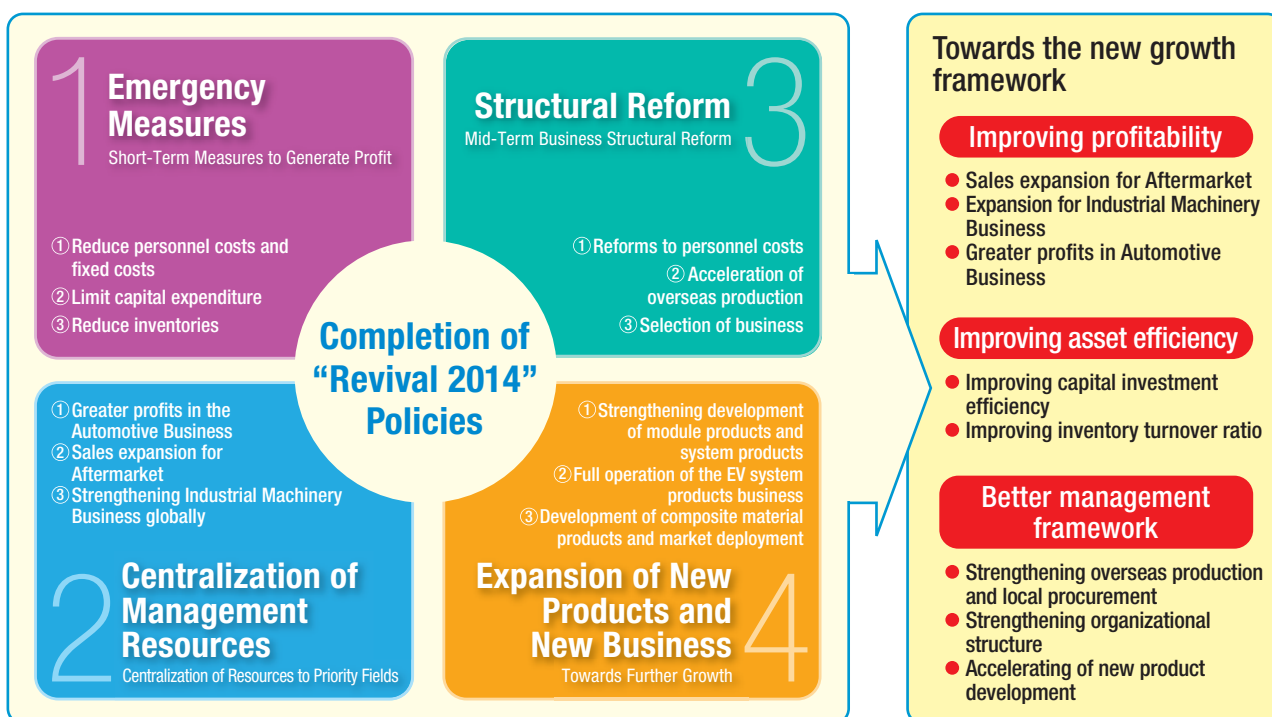 1
Emergency
Measures
Short-Term Measures to Generate Profit
①Reduce personnel costs and
fixed costs
②Limit capital expenditure
③Reduce inventories
3
Structural Reform
Mid-Term Business Structural Reform
①Reforms to personnel costs
②Acceleration of
overseas production
③Selection of business
Completion of
“Revival 2014”
Policies
①Greater profits in the
Automotive Business
②Sales expansion for
Aftermarket
③Strengthening Industrial Machinery
Business globally
2
Centralization of
Management
Resources
Centralization of Resources to Priority Fields
①Strengthening development
of module products and
system products
②Full operation of the EV system
products business
③Development of composite material
products and market deployment
Expansion of New
Products and
New Business
Towards Further Growth
4
Towards the new growth
framework
Improving profitability
● Sales expansion for Aftermarket
● Expansion for Industrial Machinery
Business
● Greater profits in Automotive
Business
Improving asset efficiency
● Improving capital investment
efficiency
● Improving inventory turnover ratio
Better management
framework
● Strengthening overseas production
and local procurement
● Strengthening organizational
structure
● Accelerating of new product
development